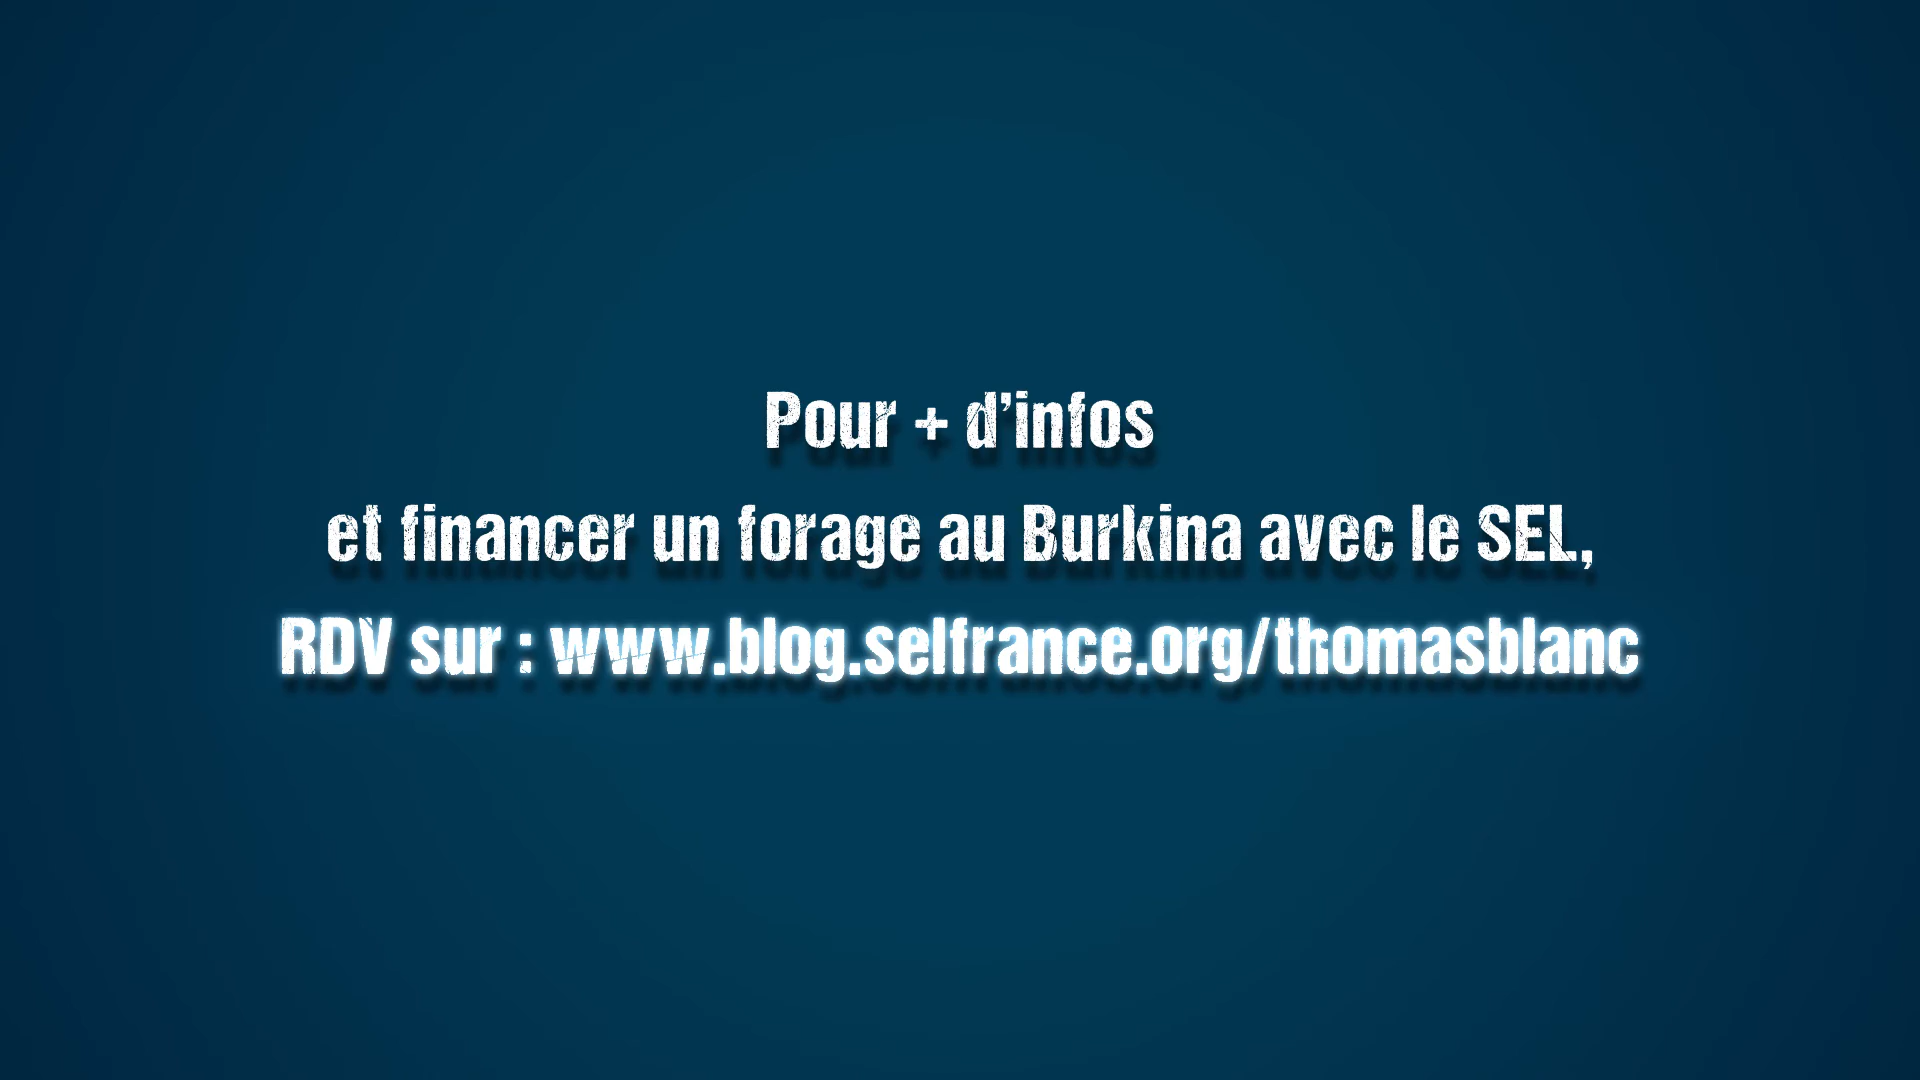 Pour + d’infos
et financer un forage au Burkina avec le SEL,
RDV sur : www.blog.selfrance.org/thomasblanc